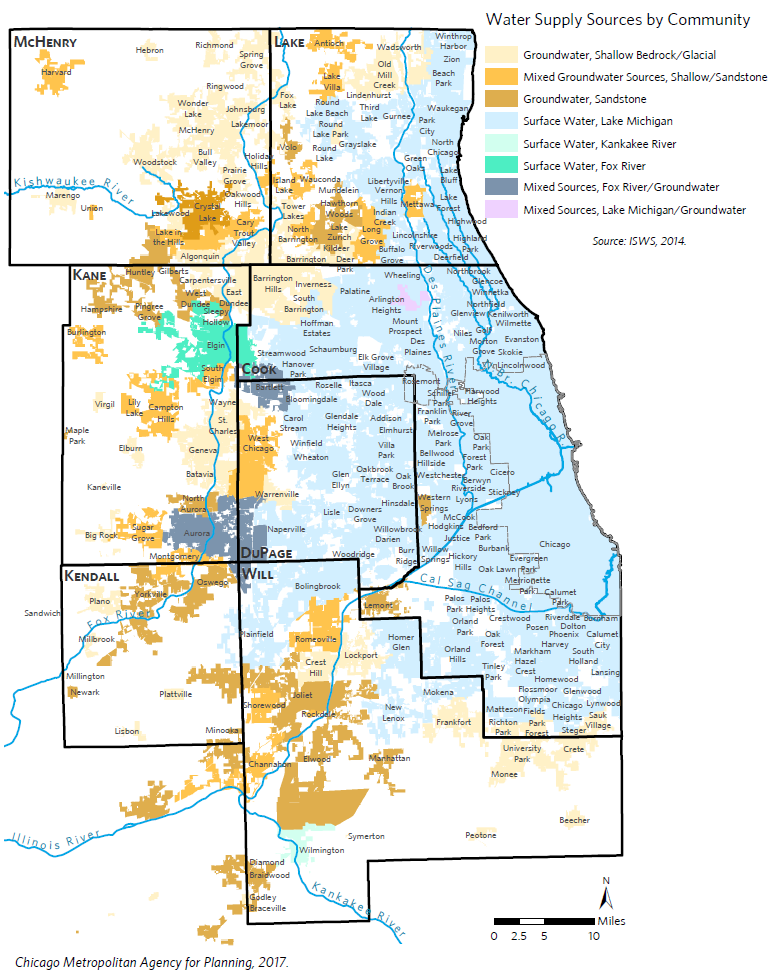 Water Supply Sources by Community
Groundwater, Shallow Bedrock/Glacial
Mixed Groundwater Sources, Shallow/Sandstone
Groundwater, Sandstone
Surface Water, Lake Michigan
Surface Water, Kankakee River
Surface Water, Fox River
Mixed Sources, Fox River/Groundwater
Mixed Sources, Lake Michigan/Groundwater
Source: ISWS, 2014.
MCHENRY
Hebron
Richmond
Spring
Grove
Harvard
Ringwood
Wonder
Lake
Johnsburg
McHenry
Lakemoor
Bull
Valley
Woodstock
Holiday
Hills
Prairie
Grove
Kishwaukee River
Marengo
Union
Oakwood
Hills
Crystal
Lake
Lakewood
Cary
Trout
Valley
Lake in
the Hills
Algonquin
LAKE
Antioch
Wadsworth
Winthrop
Harbor
Zion
Beach
Park
Old
Mill
Creek
Lake
Villa
Lindenhurst
Fox
Lake
Round
Lake Beach
Third
Lake
Gurnee
Waukegan
Park
City
Round
Lake Park
Grayslake
North
Chicago
Volo
Round
Lake
Green
Oaks
Lake
Bluff
Island
Lake
Wauconda
Libertyville
Mundelein
Vernon
Hills
Mettawa
Lake
Forest
Tower
Lakes
Hawthorn
Woods
Indian
Creek
Highwood
North
Barrington
Lake
Zurich
Long
Grove
Lincolnshire
Riverwoods
Highland
Park
Kildeer
Buffalo
Grove
Deerfield
Barrington
Deer
Park
KANE
Huntley
Gilberts
Carpentersville
West
Dundee
East
Dundee
Hampshire
Pingree
Grove
Sleepy
Hollow
Burlington
Elgin
South
Elgin
Virgil
Lily
Lake
Campton
Hills
Wayne
St.
Charles
Maple
Park
Elburn
Geneva
Batavia
Kaneville
North
Aurora
Big Rock
Sugar
Grove
Aurora
Montgomery
COOK
Barrington
Hills
Inverness
South
Barrington
Palatine
Wheeling
Northbrook
Glencoe
Winnetka
Arlington
Heights
Northfield
Kenilworth
Glenview
Wilmette
Hoffman
Estates
Mount
Prospect
Des Plaines River
Niles
Golf
Morton
Grove
Evanston
Skokie
Streamwood
Schaumburg
Des
Plaines
Hanover
Park
Elk Grove
Village
Lincolnwood
Rosemont
Schiller
Park
Harwood
Heights
N. Br. Chicago R.
Franklin
Park
River
Grove
Melrose
Park
Oak
Park
Bellwood
Hillside
Forest
Park
Westchester
Cicero
Berwyn
Riverside
Stickney
Western
Springs
Lyons
McCook
Hodgkins
Bedford
Park
Justice
Chicago
Willow
Springs
Hickory
Hills
Burbank
Evergreen
Park
Oak Lawn
Merrionette
Park
Cal Sag Channel
Calumet
Park
Lemont
Palos
Park
Palos
Heights
Crestwood
Riverdale
Burnham
Dolton
Posen
Orland
Park
Oak
Forest
Phoenix
Harvey
Calumet
City
Markham
South
Holland
Orland
Hills
Hazel
Crest
Tinley
Park
Lansing
Homewood
Flossmoor
Glenwood
Olympia
Fields
Chicago
Heights
Lynwood
Matteson
Sauk
Village
Richton
Park
Park
Forest
Steger
DUPAGE
Bartlett
Roselle
Itasca
Bloomingdale
Wood
Dale
Carol
Stream
Glendale
Heights
Addison
Elmhurst
West
Chicago
Winfield
Villa
Park
Wheaton
Glen
Ellyn
Oakbrook
Terrace
Oak
Brook
Warrenville
Hinsdale
Lisle
Downers
Grove
Naperville
Willowbrook
Darien
Woodridge
Burr
Ridge
KENDALL
Oswego
Plano
Yorkville
Sandwich
Fox River
Millbrook
Millington
Newark
Plattville
Lisbon
Minooka
WILL
Bolingbrook
Plainfield
Romeoville
Homer
Glen
Lockport
Crest
Hill
Mokena
Joliet
Shorewood
Rockdale
New
Lenox
Frankfort
University
Park
Crete
Channahon
Elwood
Manhattan
Monee
Beecher
Illinois River
Symerton
Peotone
Wilmington
Diamond
Braidwood
Godley
Braceville
Kankakee River
N
Miles
0 2.5 5 10
Chicago Metropolitan Agency for Planning, 2017.